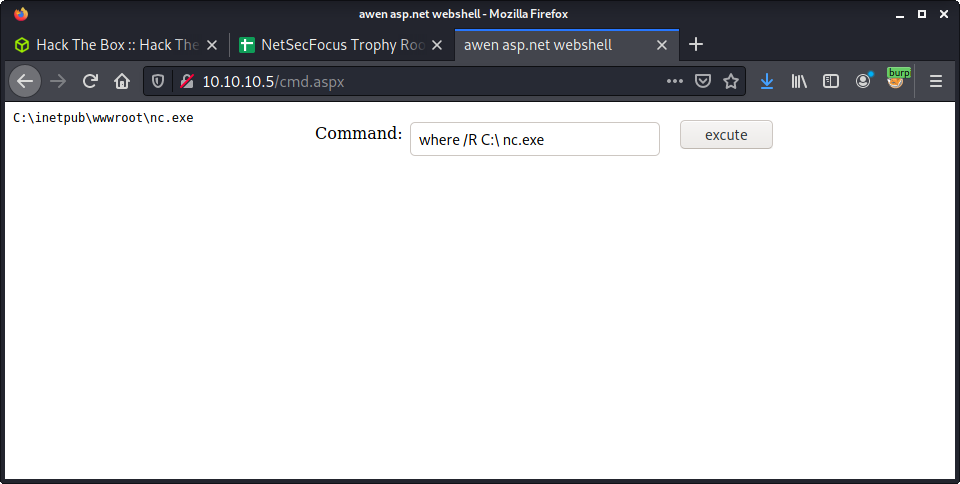 awen asp.net webshell - Mozilla Firefox
Hack The Box :: Hack The
NetSecFocus Trophy Roo
awen asp.net webshell
10.10.10.5/cmd.aspx
burp
C:\inetpub\wwwroot\nc.exe
Command:
where /R C:\ nc.exe
excute